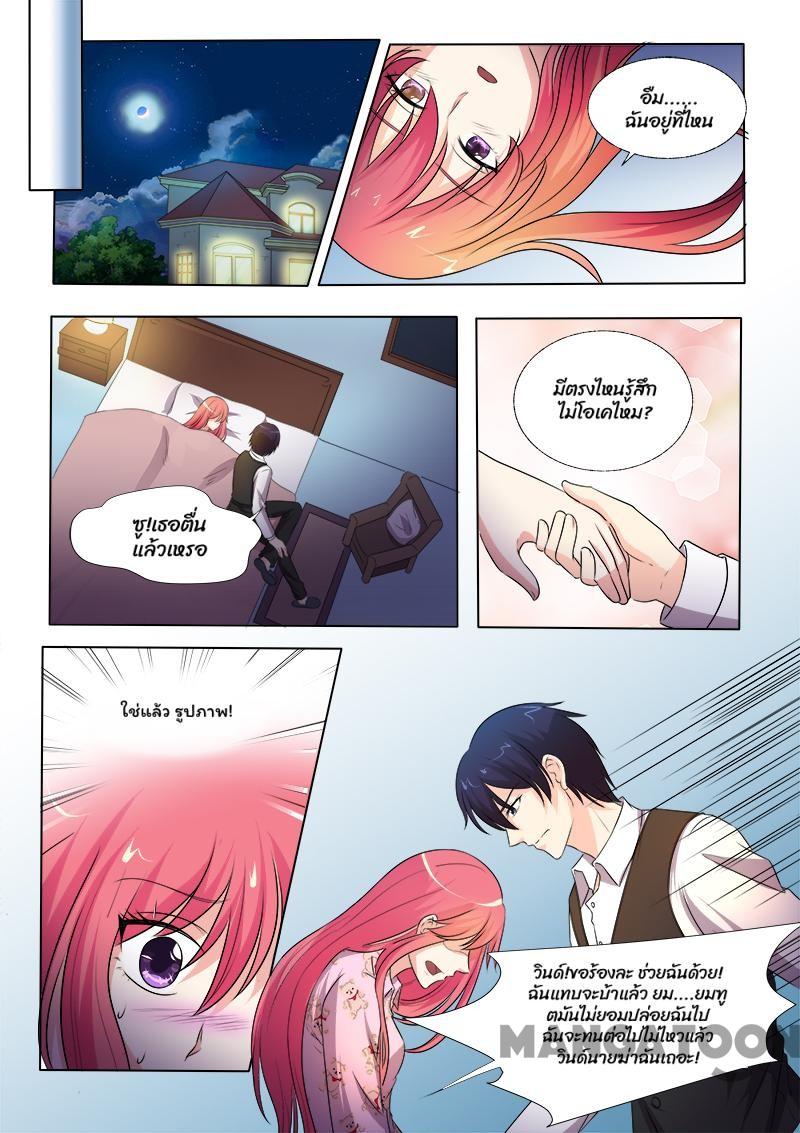 อืม......
ฉันอยู่ที่ไหน
ซู!เธอตื่น
แล้วเหรอ
มีตรงไหนรู้สึก
ไม่โอเคไหม?
ใช่แล้ว รูปภาพ!
วินด์!ขอร้องละ ช่วยฉันด้วย!
ฉันแทบจะบ้าแล้ว ยม....ยมทู
ตมันไม่ยอมปล่อยฉันไป
ฉันจะทนต่อไปไม่ไหวแล้ว
วินด์นายฆ่าฉันเถอะ!
MANGATOON